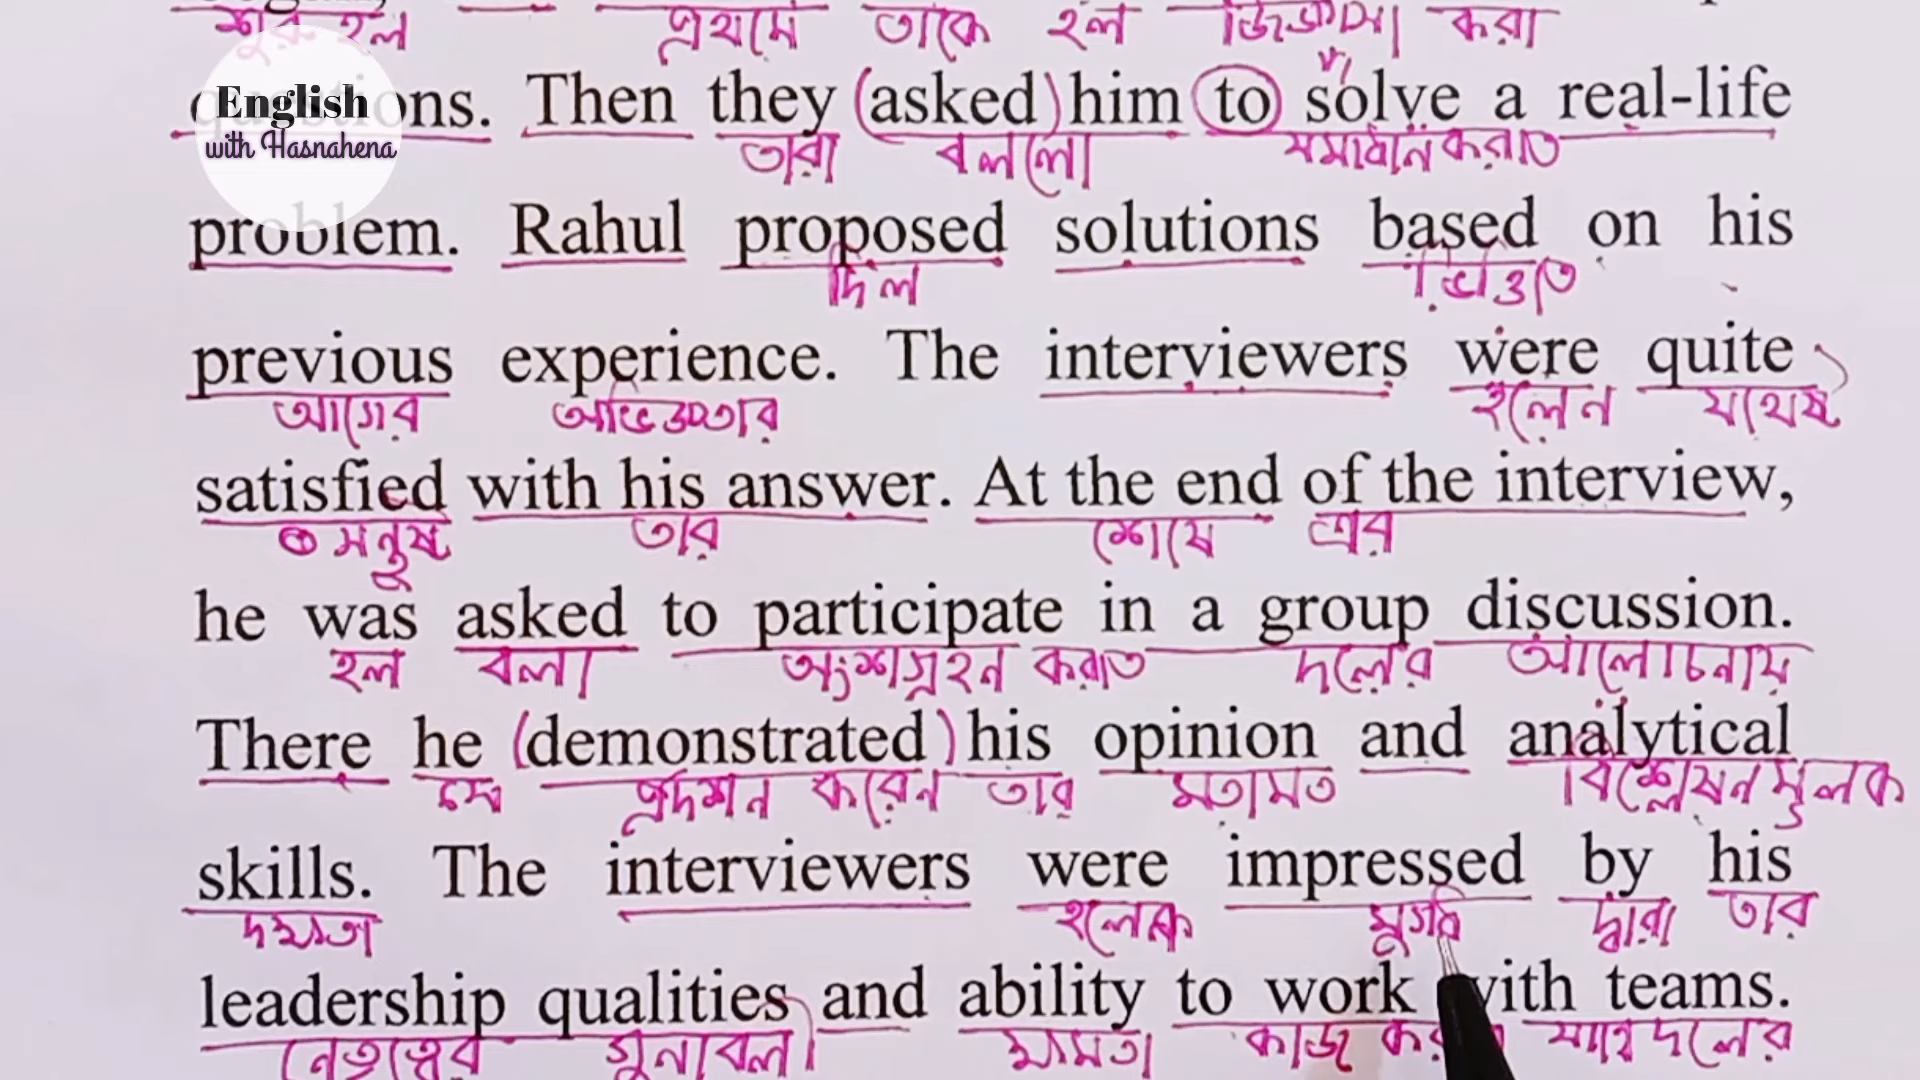 শুরু হল প্রথমে তাকে হল জিজ্ঞাসা করা
English
with Hasnahena
questions. Then they (asked) him to solve a real-life
তারা বললো সমাধান করতে
problem. Rahul proposed solutions based on his
দিল ভিত্তিতে
previous experience. The interviewers were quite
আগের অভিজ্ঞতার হলেন যথেষ্ট
satisfied with his answer. At the end of the interview,
তার শেষে এর
he was asked to participate in a group discussion.
হল বলা অংশগ্রহন করতে দলের আলোচনায়
There he (demonstrated) his opinion and analytical
সে প্রদর্শন করেন তার মতামত বিশ্লেষনমূলক
skills. The interviewers were impressed by his
দক্ষতা মুগ্ধ দ্বারা তার
leadership qualities and ability to work with teams.
নেতৃত্বের গুনাবলী ক্ষমতা কাজ দলের